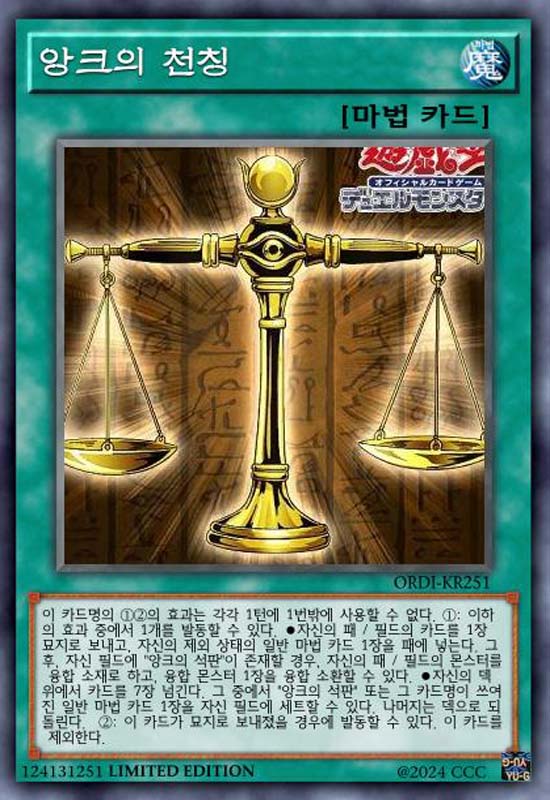 앙크의 천칭
마법
魔
[마법 카드]
遊戯王
オフィシャルカードゲーム
デュエルモンスタ
ORDI-KR251
이 카드명의 ①②의 효과는 각각 1턴에 1번밖에 사용할 수 없다. ①: 이하
의 효과 중에서 1개를 발동할 수 있다. ●자신의 패 / 필드의 카드를 1장
묘지로 보내고, 자신의 제외 상태의 일반 마법 카드 1장을 패에 넣는다. 그
후, 자신 필드에 "앙크의 석판"이 존재할 경우, 자신의 패 / 필드의 몬스터를
융합 소재로 하고, 융합 몬스터 1장을 융합 소환할 수 있다. ●자신의 덱
위에서 카드를 7장 넘긴다. 그 중에서 "앙크의 석판" 또는 그 카드명이 쓰여
진 일반 마법 카드 1장을 자신 필드에 세트할 수 있다. 나머지는 덱으로 되
돌린다. ②: 이 카드가 묘지로 보내졌을 경우에 발동할 수 있다. 이 카드를
제외한다.
124131251 LIMITED EDITION
@2024 CCC
YU-G